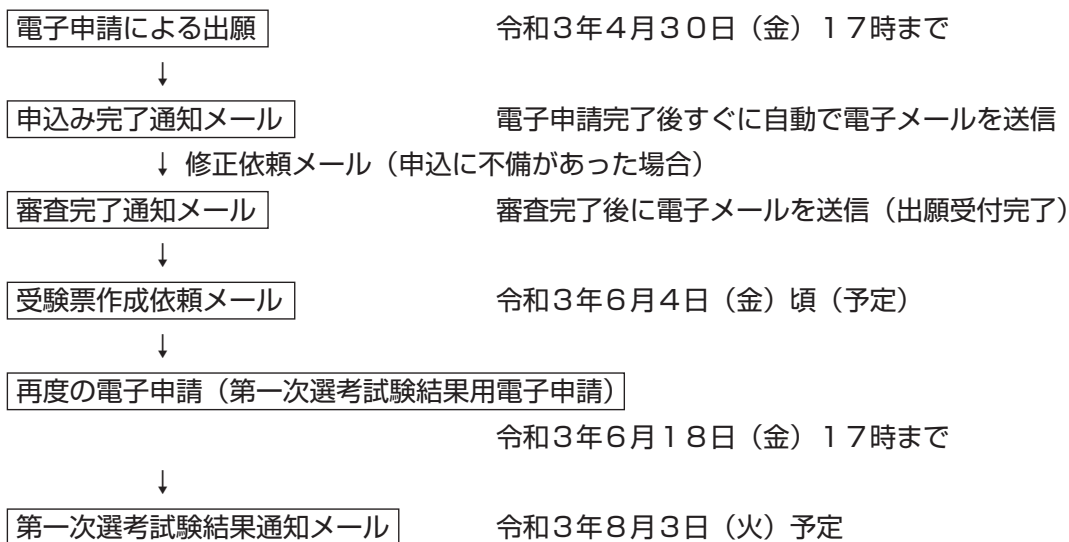 電子申請による出願 令和3年4月30日（金）17時まで
↓
申込み完了通知メール 電子申請完了後すぐに自動で電子メールを送信
↓ 修正依頼メール（申込に不備があった場合）
審査完了通知メール 審査完了後に電子メールを送信（出願受付完了）
↓
受験票作成依頼メール 令和3年6月4日（金）頃（予定）
↓
再度の電子申請（第一次選考試験結果用電子申請）
令和3年6月18日（金）17時まで
↓
第一次選考試験結果通知メール 令和3年8月3日（火）予定